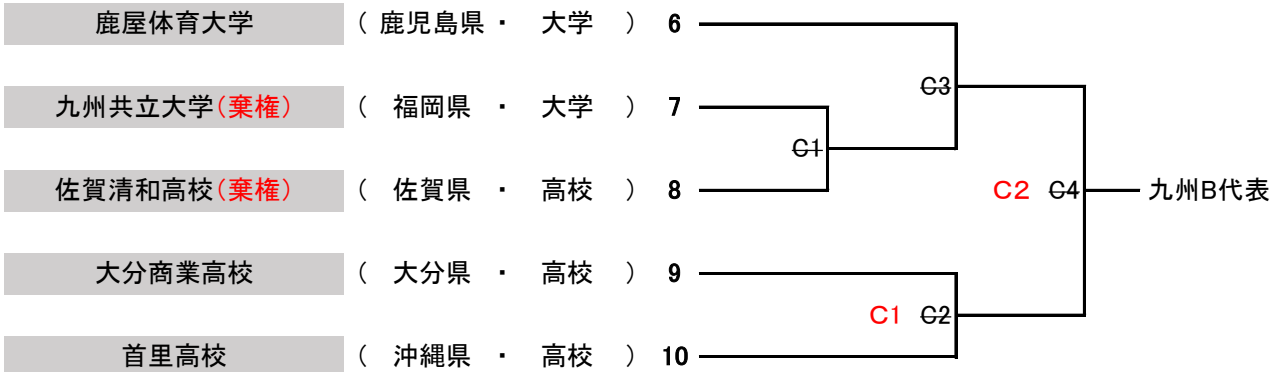 鹿屋体育大学 （ 鹿児島県 ・ 大学 ） 6
C3
九州共立大学（棄権） （ 福岡県 ・ 大学 ） 7
C1
佐賀清和高校（棄権） （ 佐賀県 ・ 高校 ） 8 C2 C4 九州B代表
大分商業高校 （ 大分県 ・ 高校 ） 9
C1 C2
首里高校 （ 沖縄県 ・ 高校 ） 10